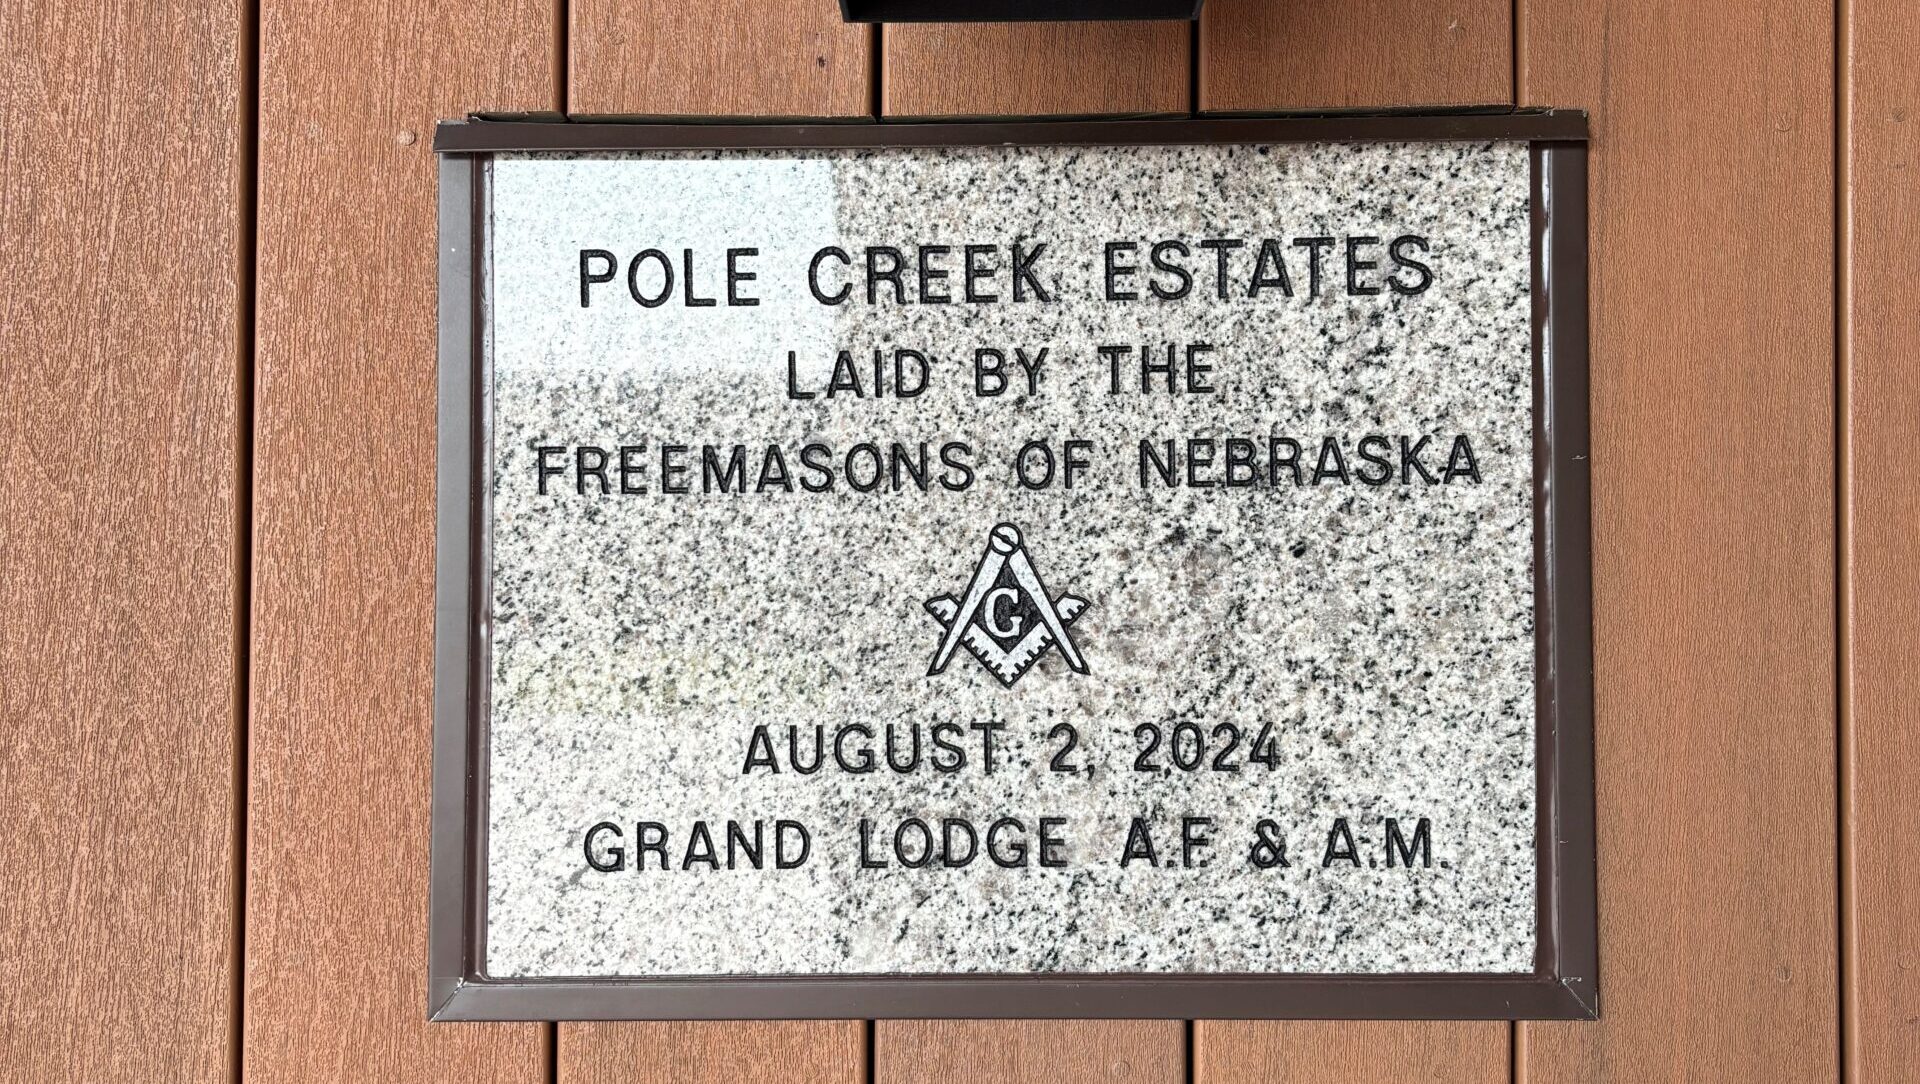 POLE CREEK ESTATES
LAID BY THE
FREEMASONS OF NEBRASKA
G
AUGUST 2, 2024
GRAND LODGE A.F. & A.M.